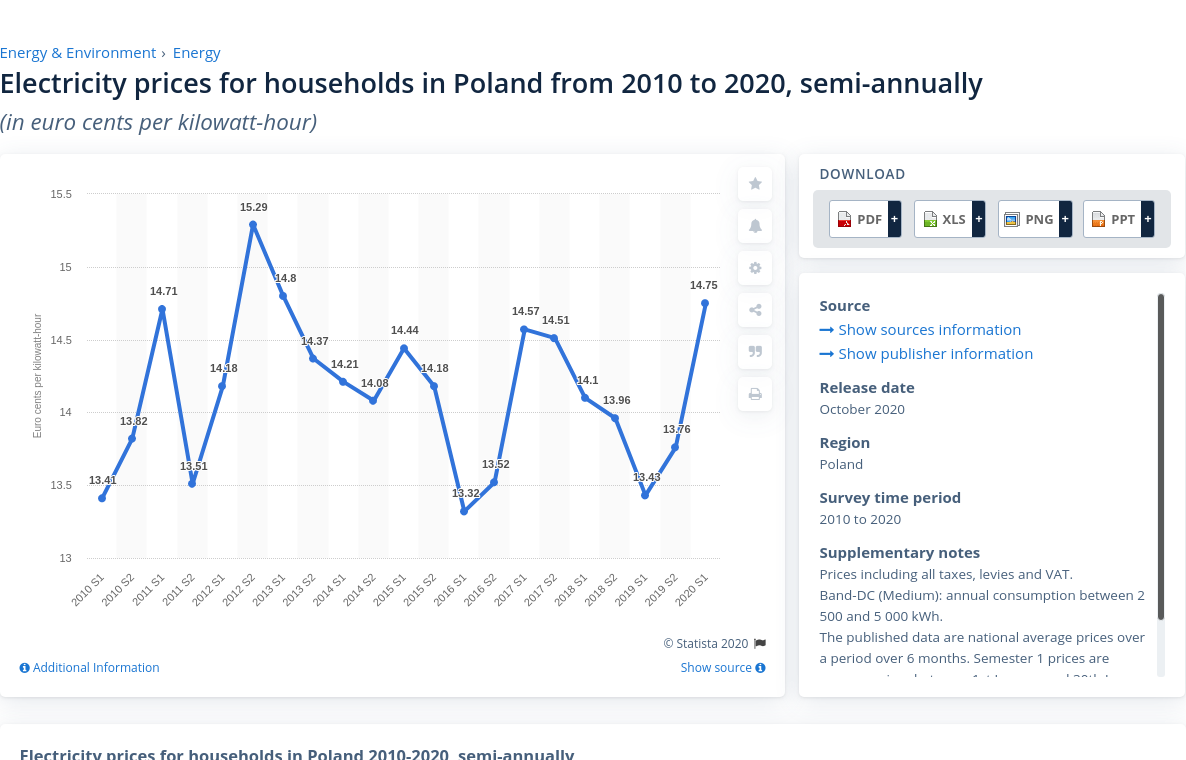 Energy & Environment › Energy
Electricity prices for households in Poland from 2010 to 2020, semi-annually
(in euro cents per kilowatt-hour)
15.5
15
14.5
14
13.5
13
Euro cents per kilowatt-hour
13.41
13.82
14.71
13.51
14.18
15.29
14.8
14.37
14.21
14.08
14.44
14.18
13.32
13.52
14.57
14.51
14.1
13.96
13.43
13.76
14.75
2010 S1
2010 S2
2011 S1
2011 S2
2012 S1
2012 S2
2013 S1
2013 S2
2014 S1
2014 S2
2015 S1
2015 S2
2016 S1
2016 S2
2017 S1
2017 S2
2018 S1
2018 S2
2019 S1
2019 S2
2020 S1
© Statista 2020
Additional Information
Show source
DOWNLOAD
PDF +
XLS +
PNG +
PPT +
Source
Show sources information
Show publisher information
Release date
October 2020
Region
Poland
Survey time period
2010 to 2020
Supplementary notes
Prices including all taxes, levies and VAT.
Band-DC (Medium): annual consumption between 2
500 and 5 000 kWh.
The published data are national average prices over
a period over 6 months. Semester 1 prices are
Electricity prices for households in Poland 2010-2020, semi-annually